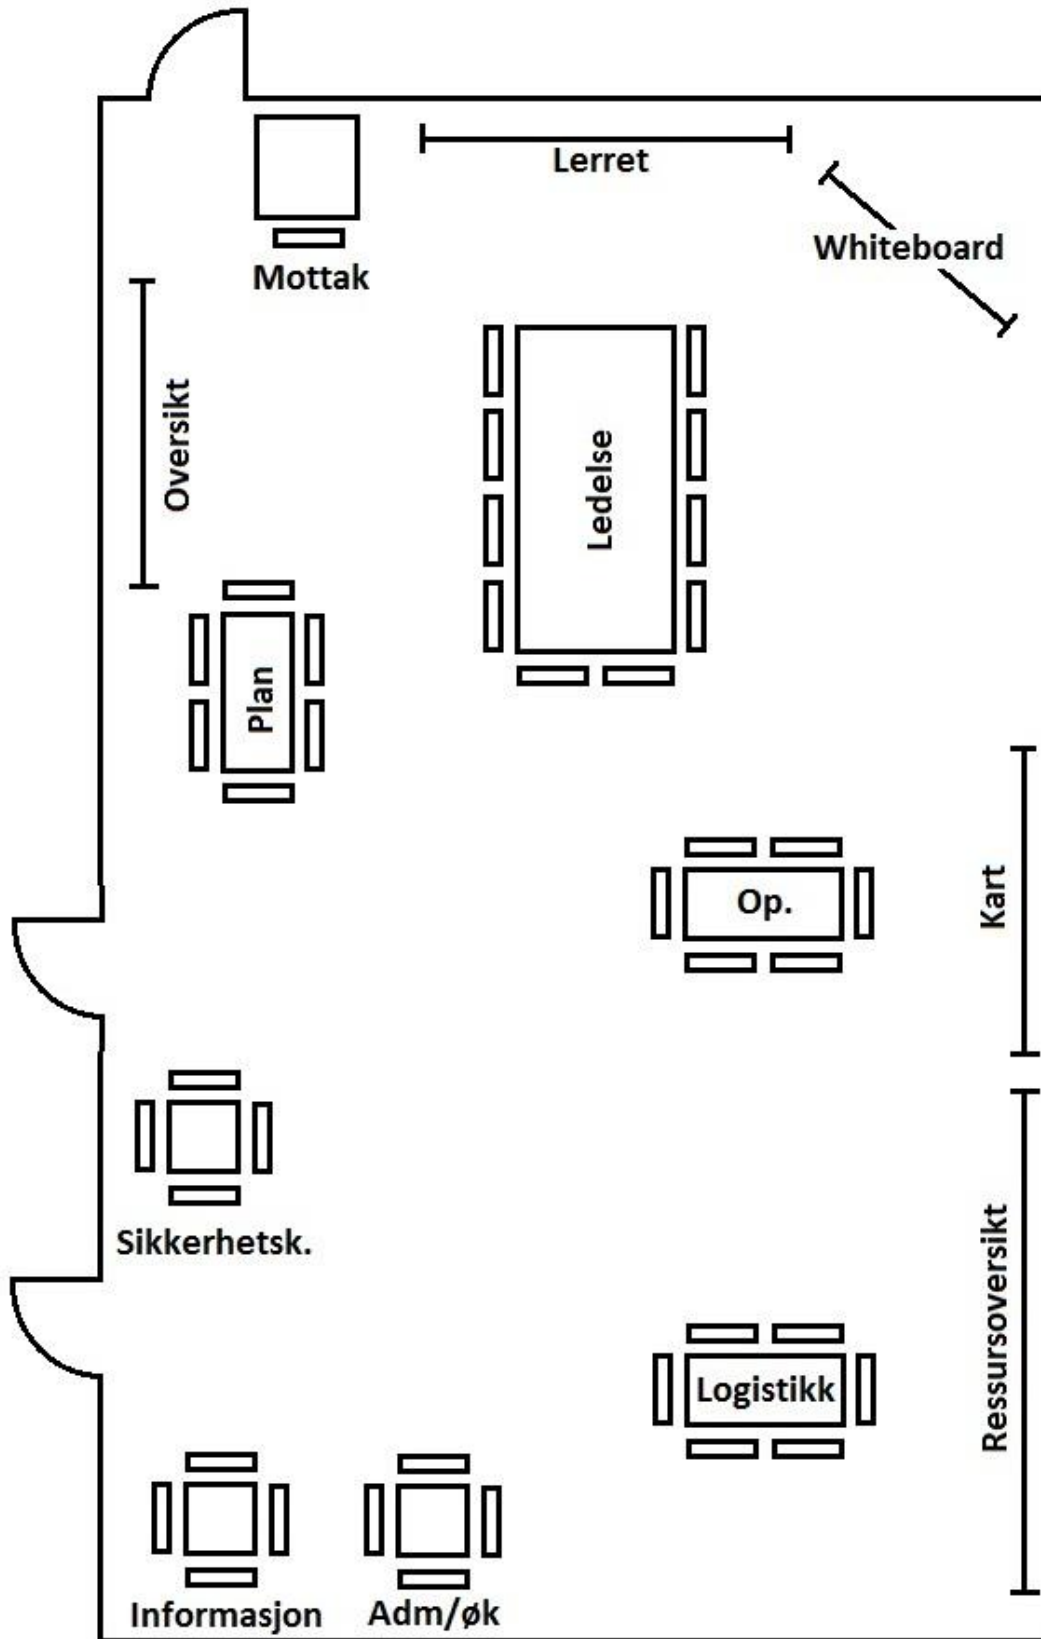 Lerret
Whiteboard
Mottak
Oversikt
Ledelse
Plan
Op.
Kart
Sikkerhetsk.
Ressursoversikt
Logistikk
Informasjon
Adm/øk